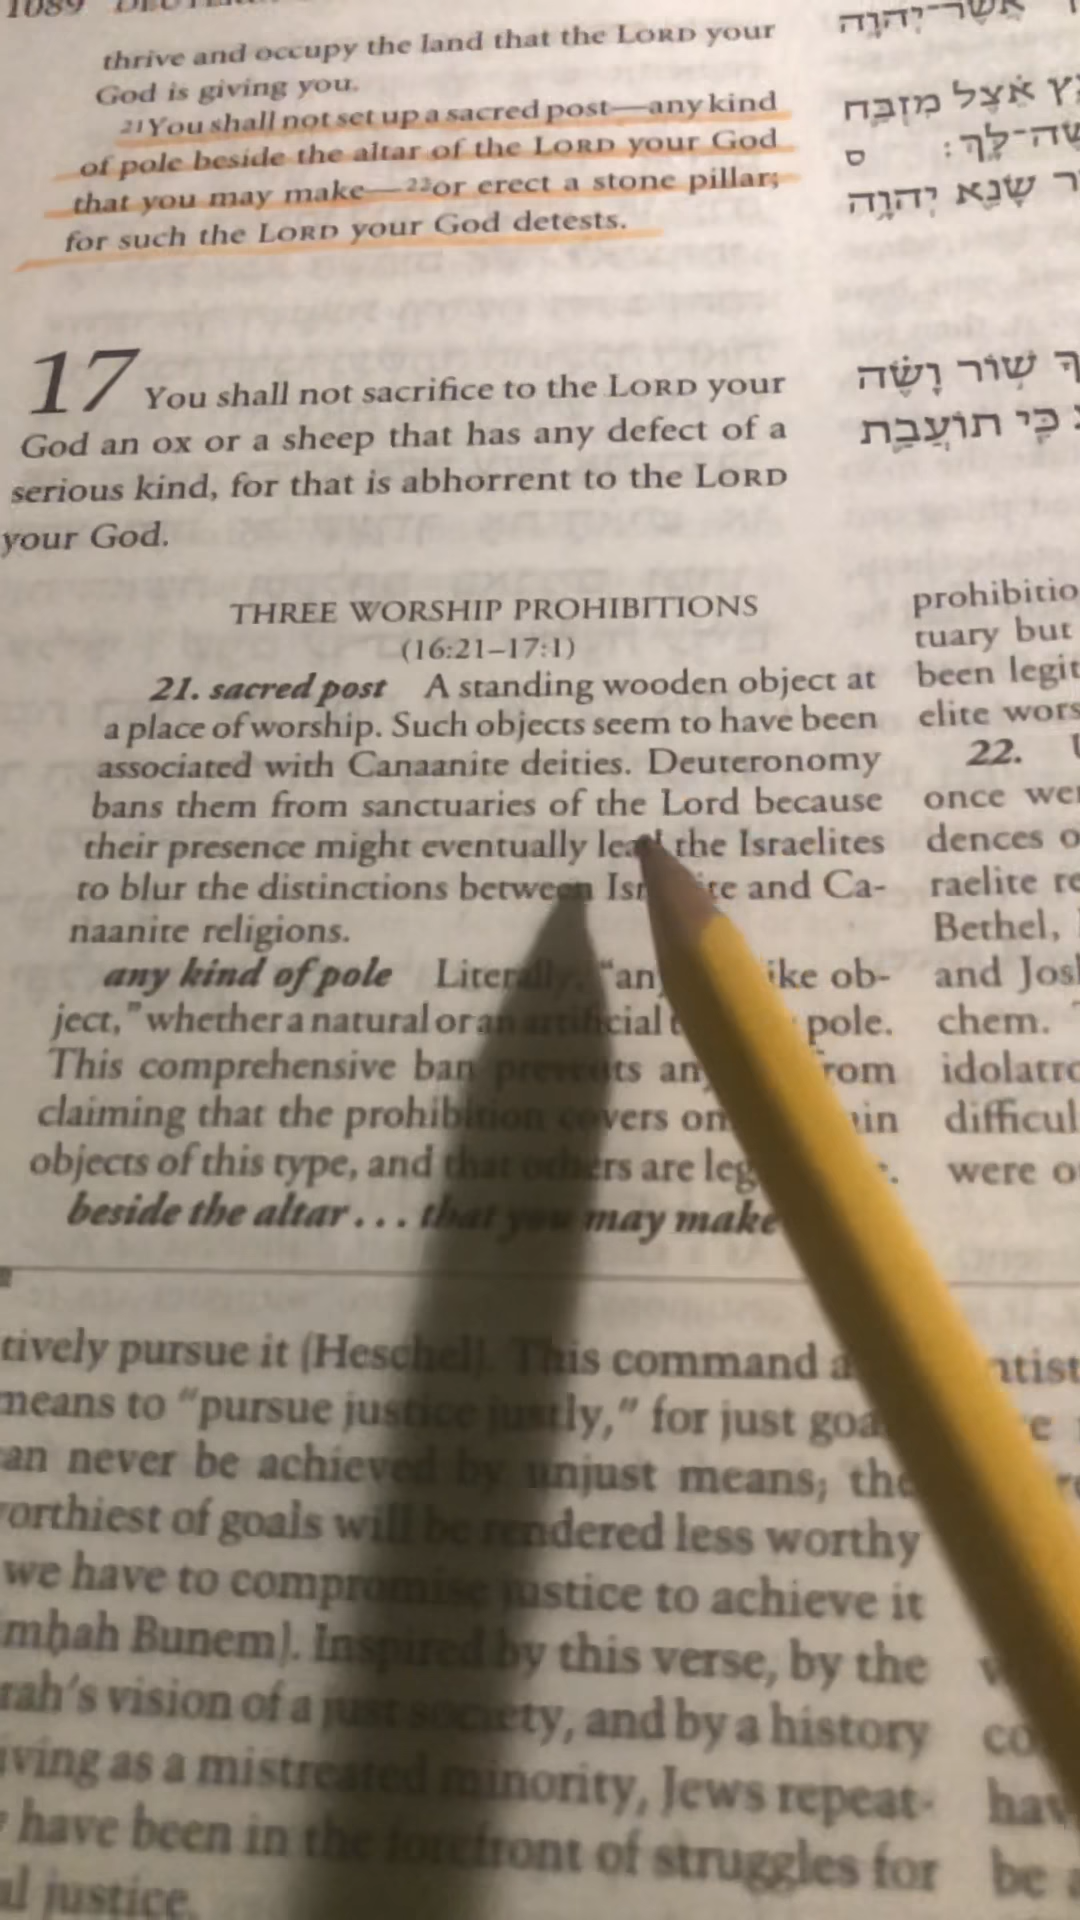 1089
thrive and occupy the land that the LORD your
God is giving you.
21You shall not set up a sacred post—any kind
of pole beside the altar of the LORD your God
that you may make—22or erect a stone pillar;
for such the LORD your God detests.
17 You shall not sacrifice to the LORD your
God an ox or a sheep that has any defect of a
serious kind, for that is abhorrent to the LORD
your God.
אֲשֶׁר־יְהוָה
אֵצֶל מִזְבַּח
שָׂנֵא יְהוָה
שׁוֹר וָשֶׂה
כִּי תוֹעֲבַת
THREE WORSHIP PROHIBITIONS
(16:21–17:1)
21. sacred post A standing wooden object at
a place of worship. Such objects seem to have been
associated with Canaanite deities. Deuteronomy
bans them from sanctuaries of the Lord because
their presence might eventually lead the Israelites
to blur the distinctions between and Ca-
naanite religions.
any kind of pole Literally, "an ike ob-
ject," whether a natural or an artificial pole.
This comprehensive ban prevents an rom
claiming that the prohibition covers on in
objects of this type, and that others are leg
beside the altar . . . that you may make
prohibitio
tuary but
been legit
elite wors
22.
once wer
dences o
raelite re
Bethel,
and Josh
chem.
idolatro
difficul
were o
tively pursue it (Heschel). This command a
means to "pursue justice justly," for just goa
an never be achieved by unjust means; the
orthiest of goals will be rendered less worthy
we have to compromise justice to achieve it
mḥah Bunem). Inspired by this verse, by the
rah's vision of a just society, and by a history
iving as a mistreated minority, Jews repeat-
have been in the forefront of struggles for
al justice.
ntist
e
co
hav
be a